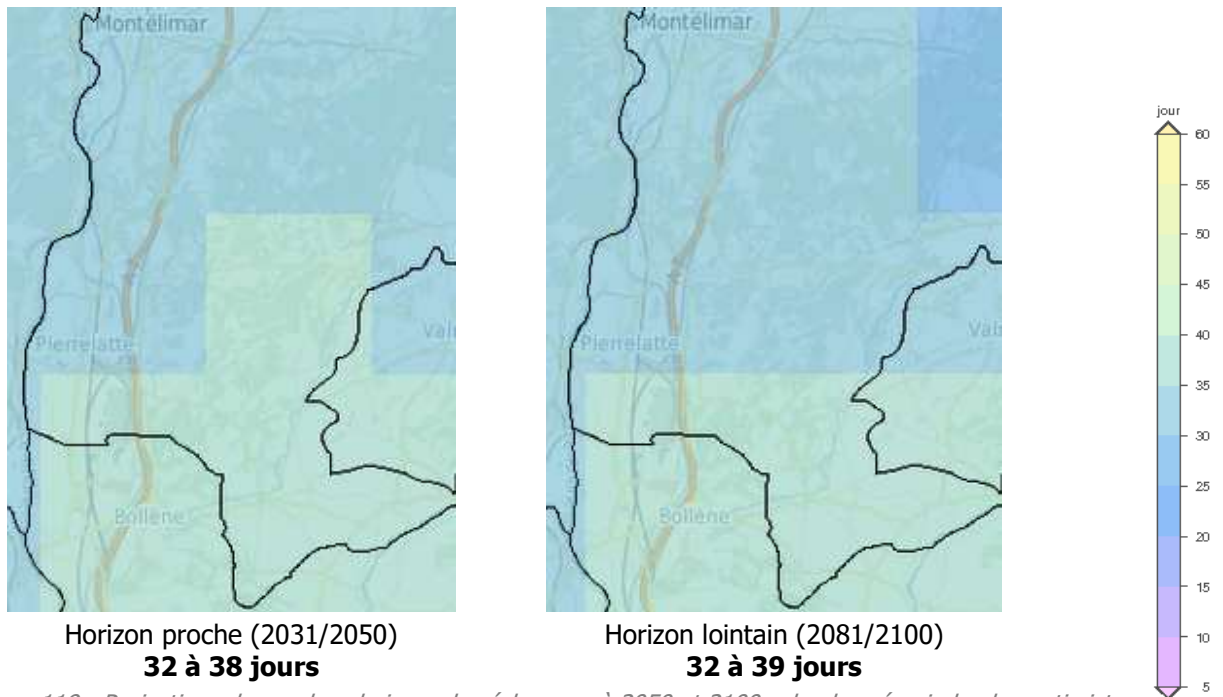 Montélimar
Pierrelatte
Bollène
Montélimar
Pierrelatte
Bollène
jour
60
55
50
45
40
35
30
25
20
15
10
5
Horizon proche (2031/2050)
32 à 38 jours
Horizon lointain (2081/2100)
32 à 39 jours